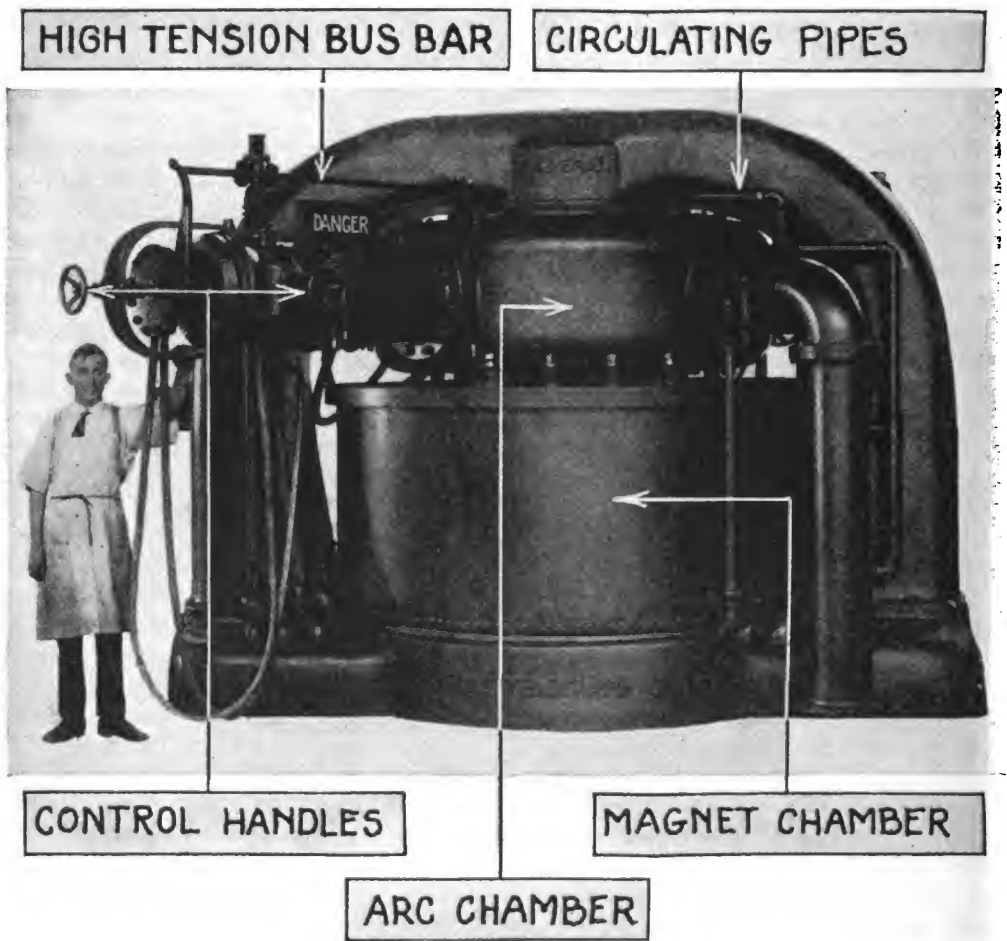 HIGH TENSION BUS BAR
CIRCULATING PIPES
DANGER
CONTROL HANDLES
MAGNET CHAMBER
ARC CHAMBER